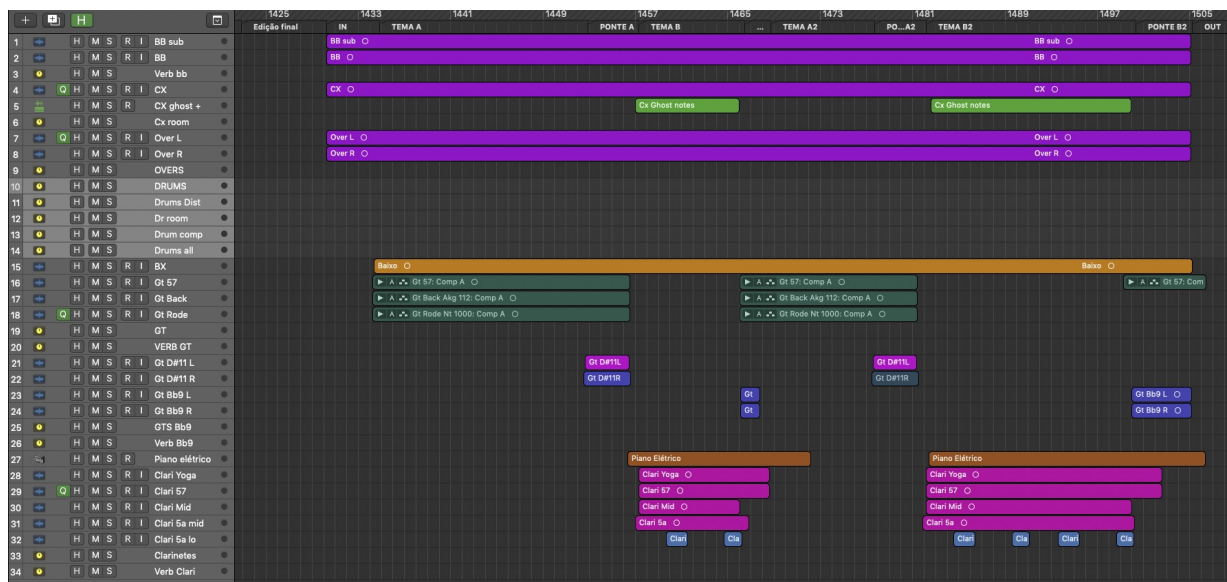 + H 1425 1433 1441 1449 1457 1465 1473 1481 1489 1497 1505
Edição final IN TEMA A PONTE A TEMA B ... TEMA A2 PO...A2 TEMA B2 PONTE B2 OUT
1 H M S R I BB sub BB sub BB sub
2 H M S R I BB BB BB
3 H M S Verb bb
4 Q H M S R I CX CX CX
5 H M S R CX ghost + Cx Ghost notes Cx Ghost notes
6 H M S Cx room
7 Q H M S R I Over L Over L Over L
8 H M S R I Over R Over R Over R
9 H M S OVERS
10 H M S DRUMS
11 H M S Drums Dist
12 H M S Dr room
13 H M S Drum comp
14 H M S Drums all
15 H M S R I BX Baixo Baixo
16 H M S R I Gt 57 A Gt 57: Comp A A Gt 57: Comp A A Gt 57: Com
17 H M S R I Gt Back A Gt Back Akg 112: Comp A A Gt Back Akg 112: Comp A
18 Q H M S R I Gt Rode A Gt Rode Nt 1000: Comp A A Gt Rode Nt 1000: Comp A
19 H M S GT
20 H M S VERB GT
21 H M S R I Gt D#11 L Gt D#11L Gt D#11L
22 H M S R I Gt D#11 R Gt D#11R Gt D#11R
23 H M S R I Gt Bb9 L Gt Gt Bb9 L
24 H M S R I Gt Bb9 R Gt Gt Bb9 R
25 H M S GTS Bb9
26 H M S Verb Bb9
27 H M S R Piano elétrico Piano Elétrico Piano Elétrico
28 H M S R I Clari Yoga Clari Yoga Clari Yoga
29 Q H M S R I Clari 57 Clari 57 Clari 57
30 H M S R I Clari Mid Clari Mid Clari Mid
31 H M S R I Clari 5a mid Clari 5a Clari 5a
32 H M S R I Clari 5a lo Clari Cla Clari Cla Clari Cla
33 H M S Clarinetes
34 H M S Verb Clari